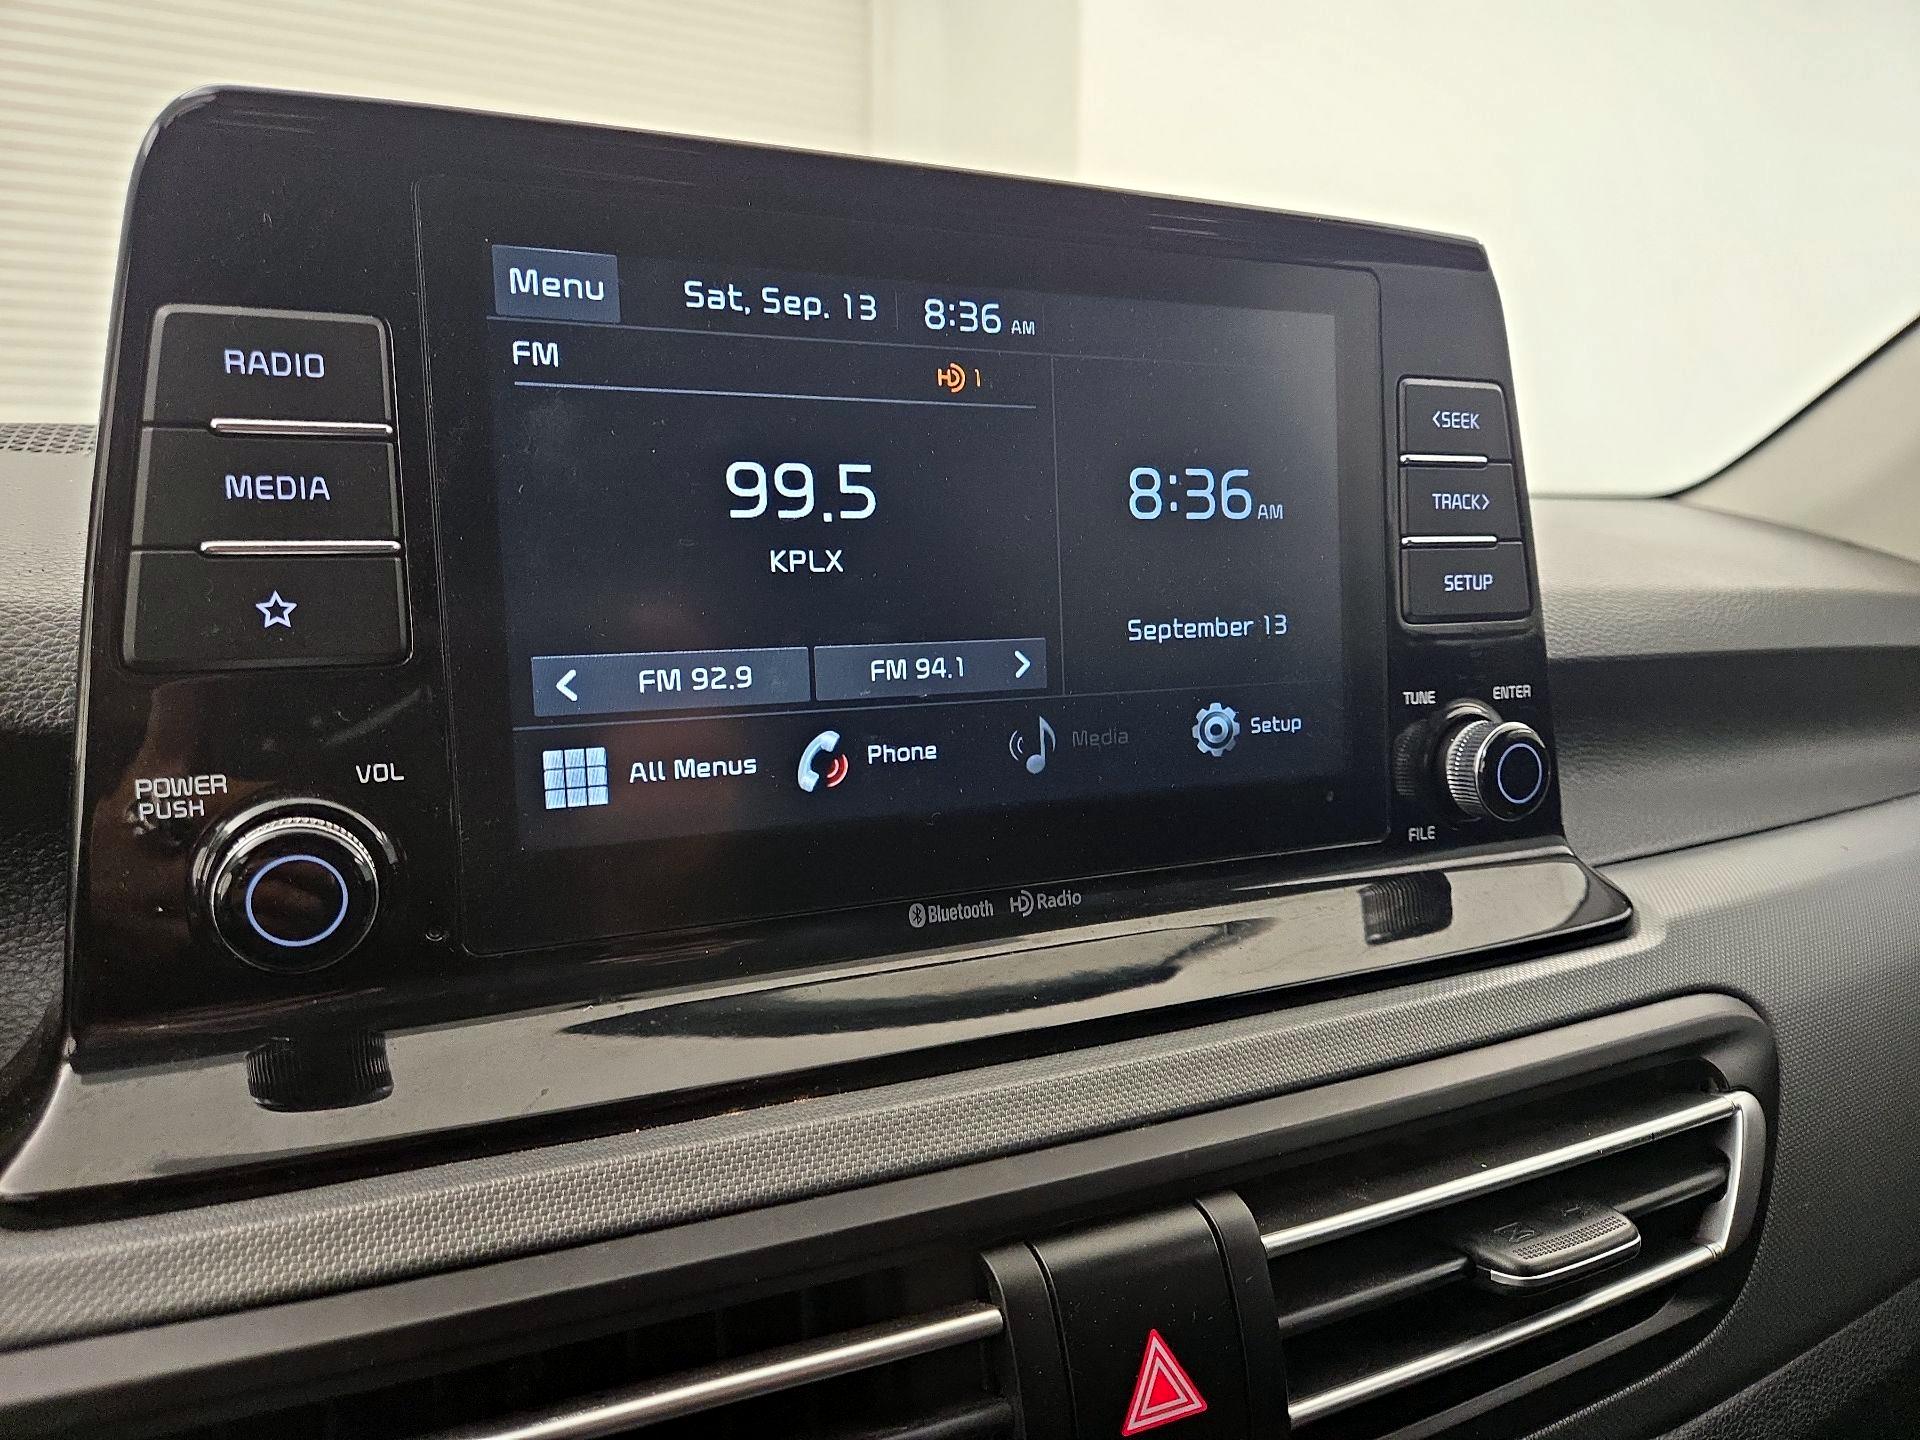 Menu
Sat, Sep. 13
8:36 AM
FM
HD 1
99.5
KPLX
8:36 AM
September 13
< FM 92.9
FM 94.1 >
All Menus
Phone
Media
Setup
RADIO
MEDIA
POWER
PUSH
VOL
<SEEK
TRACK>
SETUP
TUNE
ENTER
FILE
Bluetooth
HD Radio